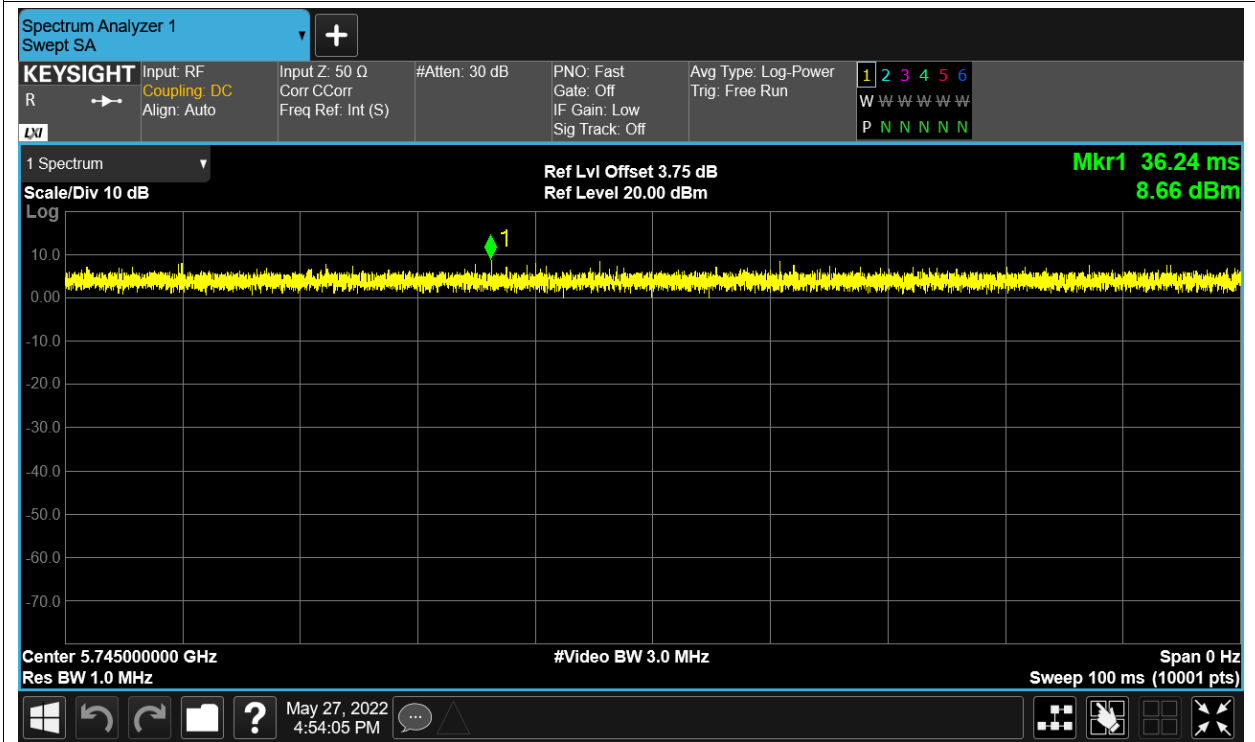 Spectrum Analyzer 1
Swept SA
KEYSIGHT
R
LXI
Input: RF
Coupling: DC
Align: Auto
Input Z: 50 Ω
Corr CCorr
Freq Ref: Int (S)
#Atten: 30 dB
PNO: Fast
Gate: Off
IF Gain: Low
Sig Track: Off
Avg Type: Log-Power
Trig: Free Run
1 2 3 4 5 6
W W W W W W
P N N N N N
1 Spectrum
Scale/Div 10 dB
Ref Lvl Offset 3.75 dB
Ref Level 20.00 dBm
Mkr1 36.24 ms
8.66 dBm
Log
1
10.0
0.00
-10.0
-20.0
-30.0
-40.0
-50.0
-60.0
-70.0
Center 5.745000000 GHz
#Video BW 3.0 MHz
Span 0 Hz
Res BW 1.0 MHz
Sweep 100 ms (10001 pts)
?
May 27, 2022
4:54:05 PM